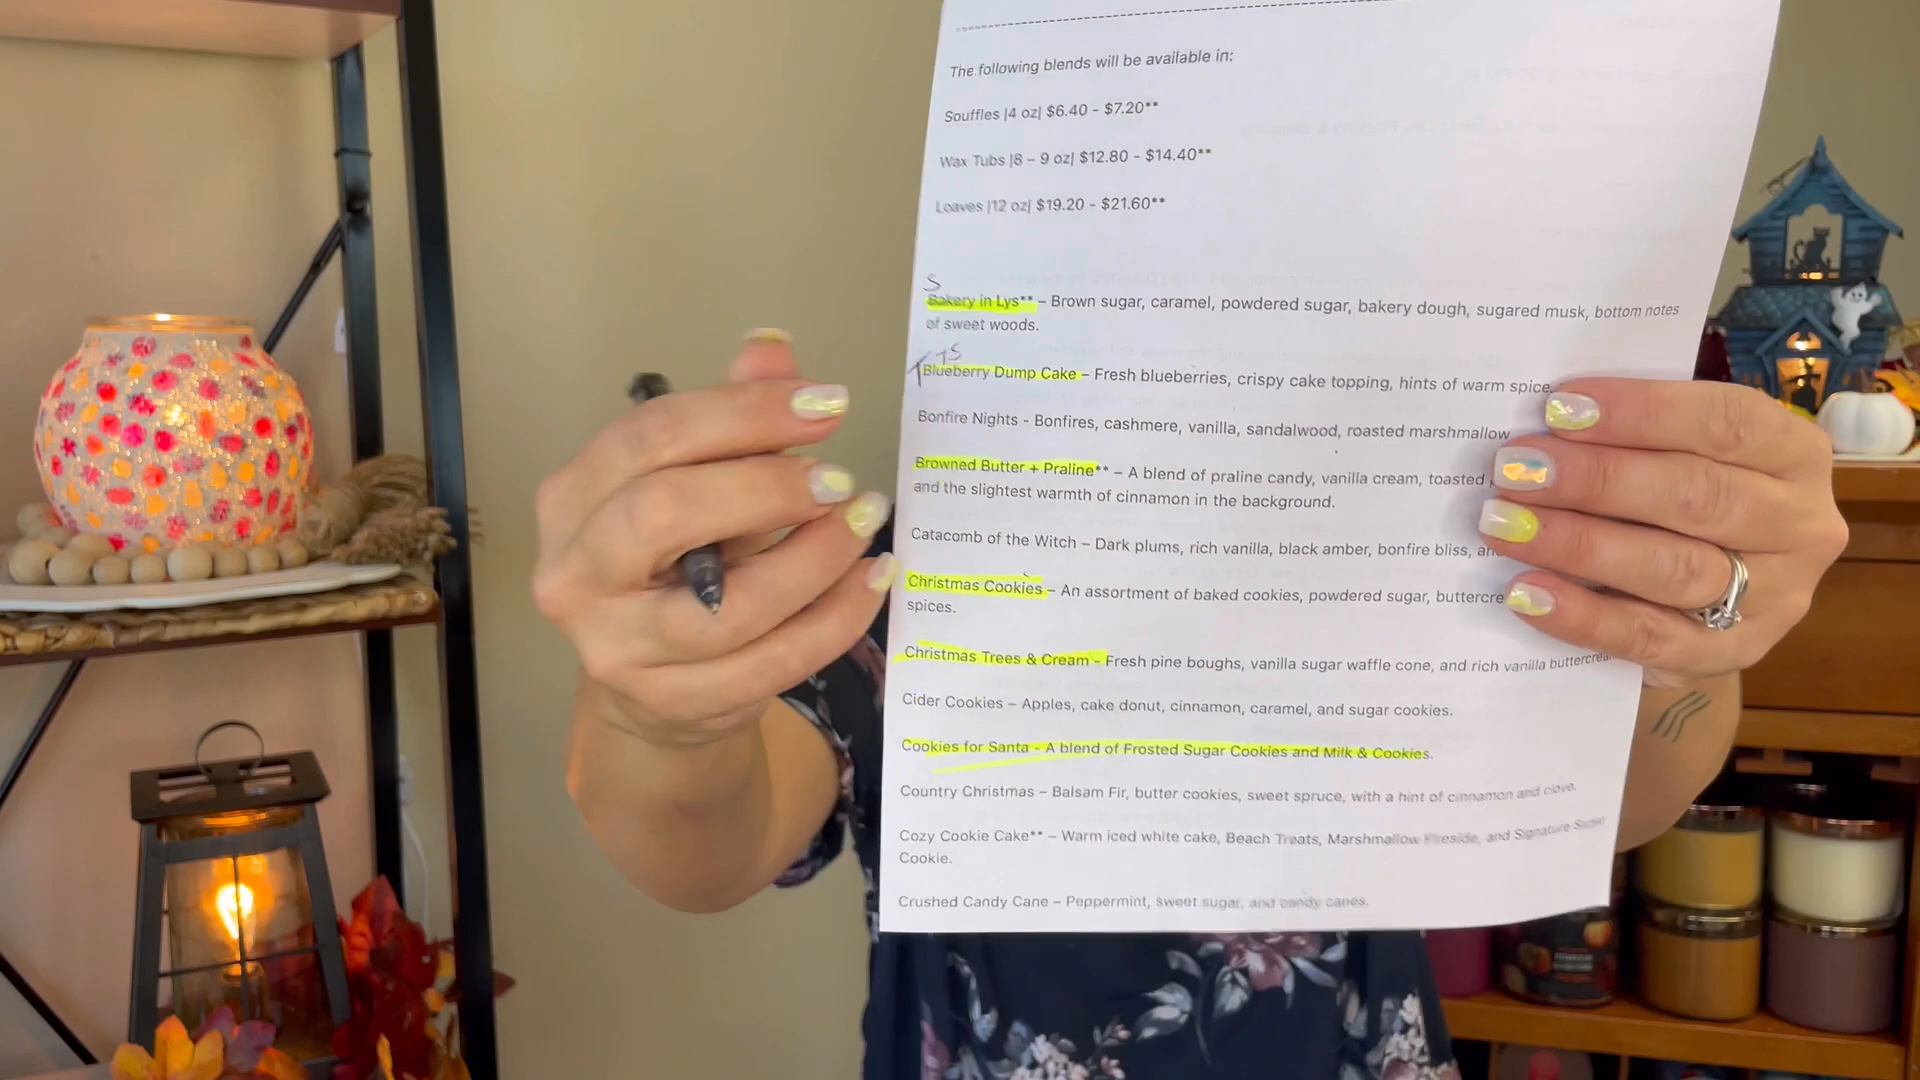 The following blends will be available in:
Souffles |4 oz| $6.40 - $7.20**
Wax Tubs |8 – 9 oz| $12.80 - $14.40**
Loaves |12 oz| $19.20 - $21.60**
S
Bakery in Lys** – Brown sugar, caramel, powdered sugar, bakery dough, sugared musk, bottom notes
of sweet woods.
Blueberry Dump Cake – Fresh blueberries, crispy cake topping, hints of warm spice.
Bonfire Nights - Bonfires, cashmere, vanilla, sandalwood, roasted marshmallow
Browned Butter + Praline** – A blend of praline candy, vanilla cream, toasted
and the slightest warmth of cinnamon in the background.
Catacomb of the Witch – Dark plums, rich vanilla, black amber, bonfire bliss,
Christmas Cookies – An assortment of baked cookies, powdered sugar, buttercre
spices.
Christmas Trees & Cream - Fresh pine boughs, vanilla sugar waffle cone, and rich vanilla buttercream
Cider Cookies – Apples, cake donut, cinnamon, caramel, and sugar cookies.
Cookies for Santa - A blend of Frosted Sugar Cookies and Milk & Cookies.
Country Christmas – Balsam Fir, butter cookies, sweet spruce, with a hint of cinnamon and clove.
Cozy Cookie Cake** – Warm iced white cake, Beach Treats, Marshmallow Fireside, and Signature Sugar
Cookie.
Crushed Candy Cane – Peppermint, sweet sugar, and candy canes.